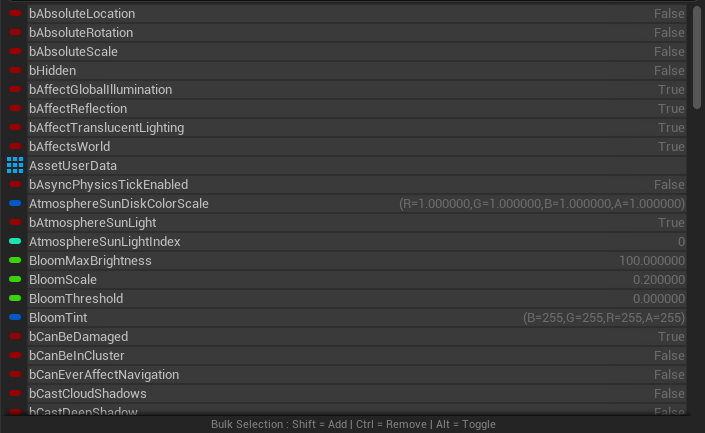 bAbsoluteLocation False
bAbsoluteRotation False
bAbsoluteScale False
bHidden False
bAffectGlobalIllumination True
bAffectReflection True
bAffectTranslucentLighting True
bAffectsWorld True
AssetUserData
bAsyncPhysicsTickEnabled False
AtmosphereSunDiskColorScale (R=1.000000,G=1.000000,B=1.000000,A=1.000000)
bAtmosphereSunLight True
AtmosphereSunLightIndex 0
BloomMaxBrightness 100.000000
BloomScale 0.200000
BloomThreshold 0.000000
BloomTint (B=255,G=255,R=255,A=255)
bCanBeDamaged True
bCanBeInCluster False
bCanEverAffectNavigation False
bCastCloudShadows False
bCastDeepShadow False
Bulk Selection : Shift = Add | Ctrl = Remove | Alt = Toggle